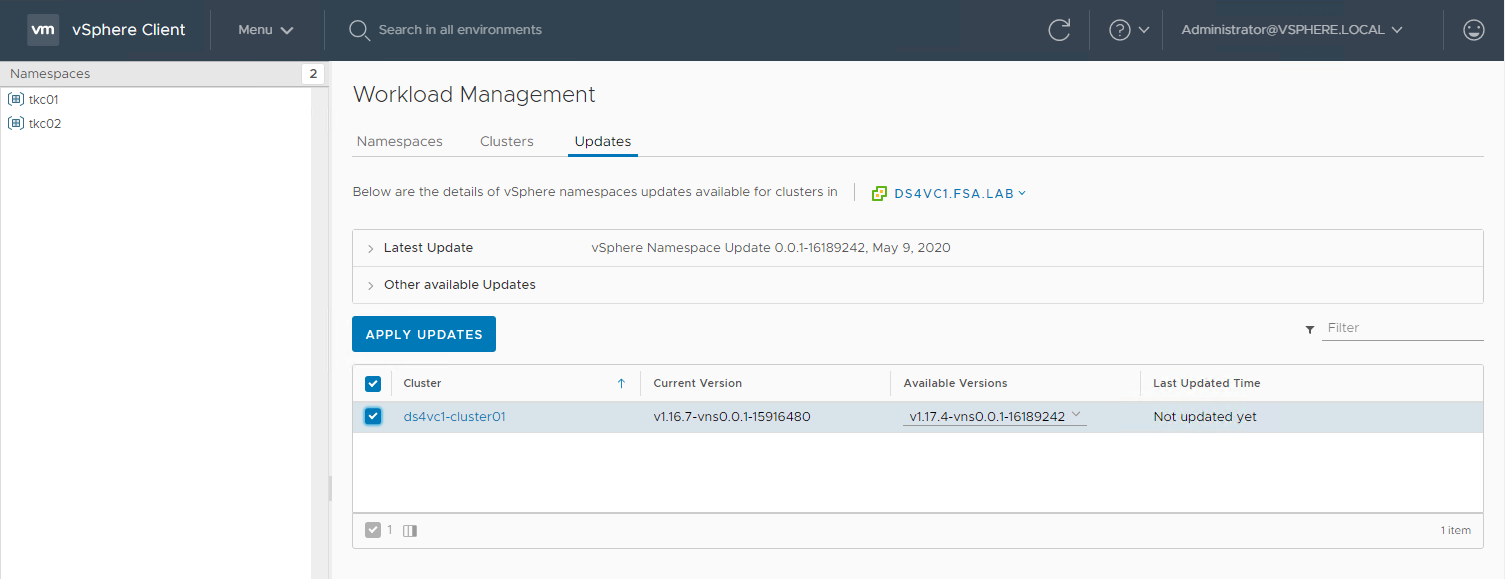 vm vSphere Client Menu Search in all environments ? Administrator@VSPHERE.LOCAL
Namespaces 2
tkc01
tkc02
Workload Management
Namespaces Clusters Updates
Below are the details of vSphere namespaces updates available for clusters in DS4VC1.FSA.LAB
Latest Update vSphere Namespace Update 0.0.1-16189242, May 9, 2020
Other available Updates
APPLY UPDATES Filter
Cluster Current Version Available Versions Last Updated Time
ds4vc1-cluster01 v1.16.7-vns0.0.1-15916480 v1.17.4-vns0.0.1-16189242 Not updated yet
1 1 item